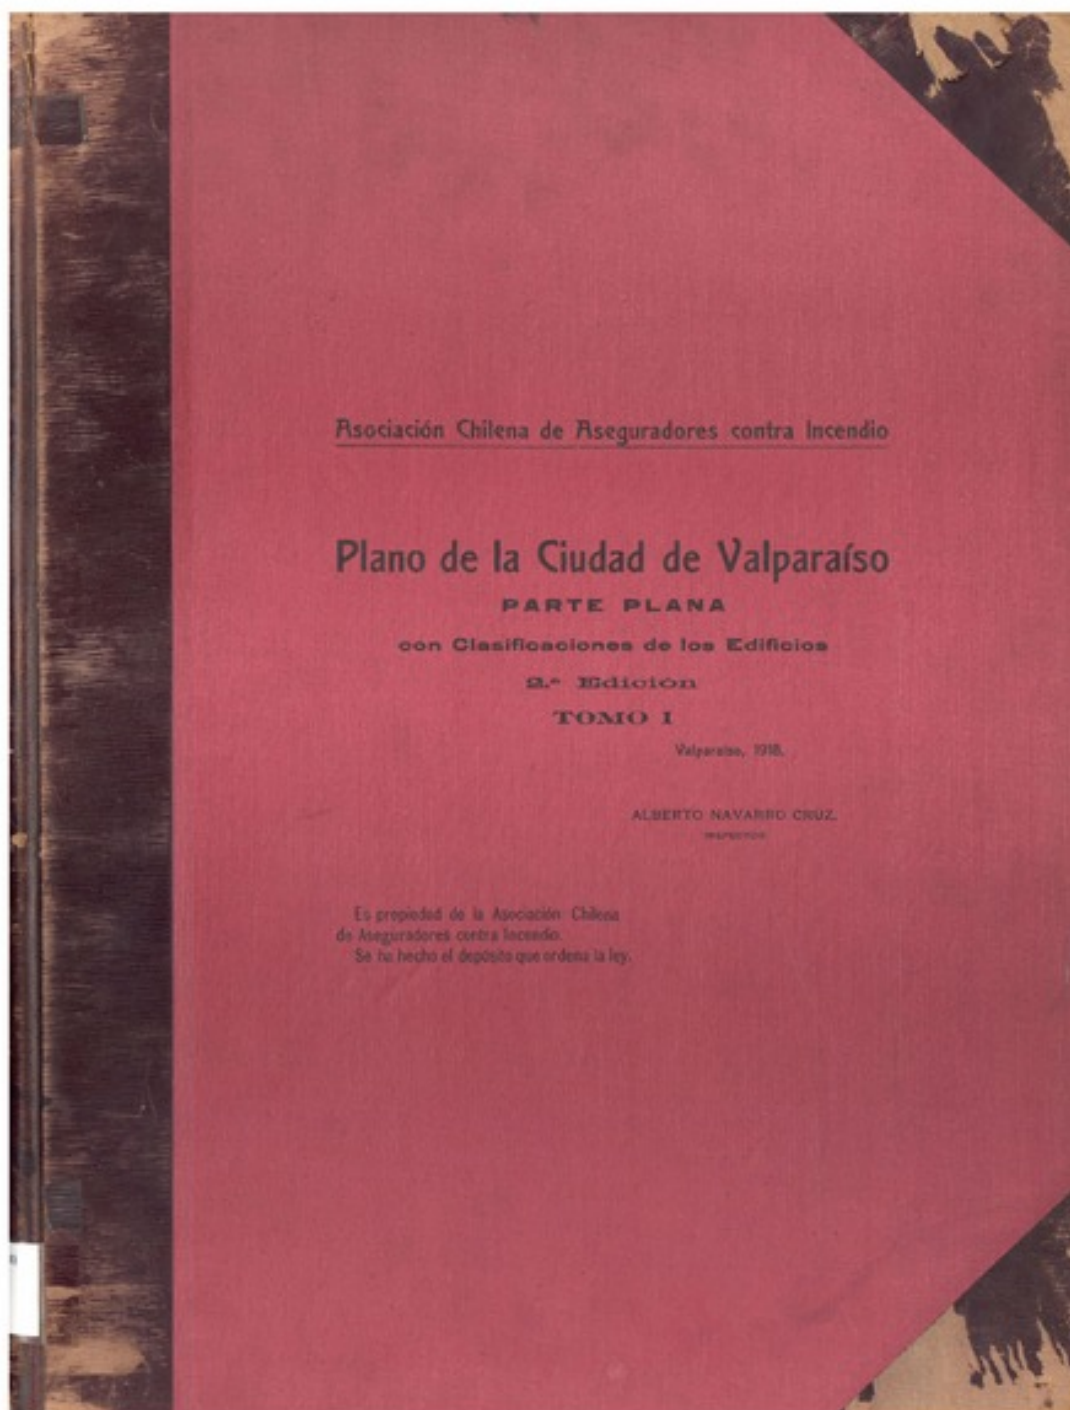 Asociación Chilena de Aseguradores contra Incendio
Plano de la Ciudad de Valparaíso
PARTE PLANA
con Clasificaciones de los Edificios
2.ª Edición
TOMO I
Valparaíso, 1918.
ALBERTO NAVARRO CRUZ,
INSPECTOR
Es propiedad de la Asociación Chilena
de Aseguradores contra Incendio.
Se ha hecho el depósito que ordena la ley.